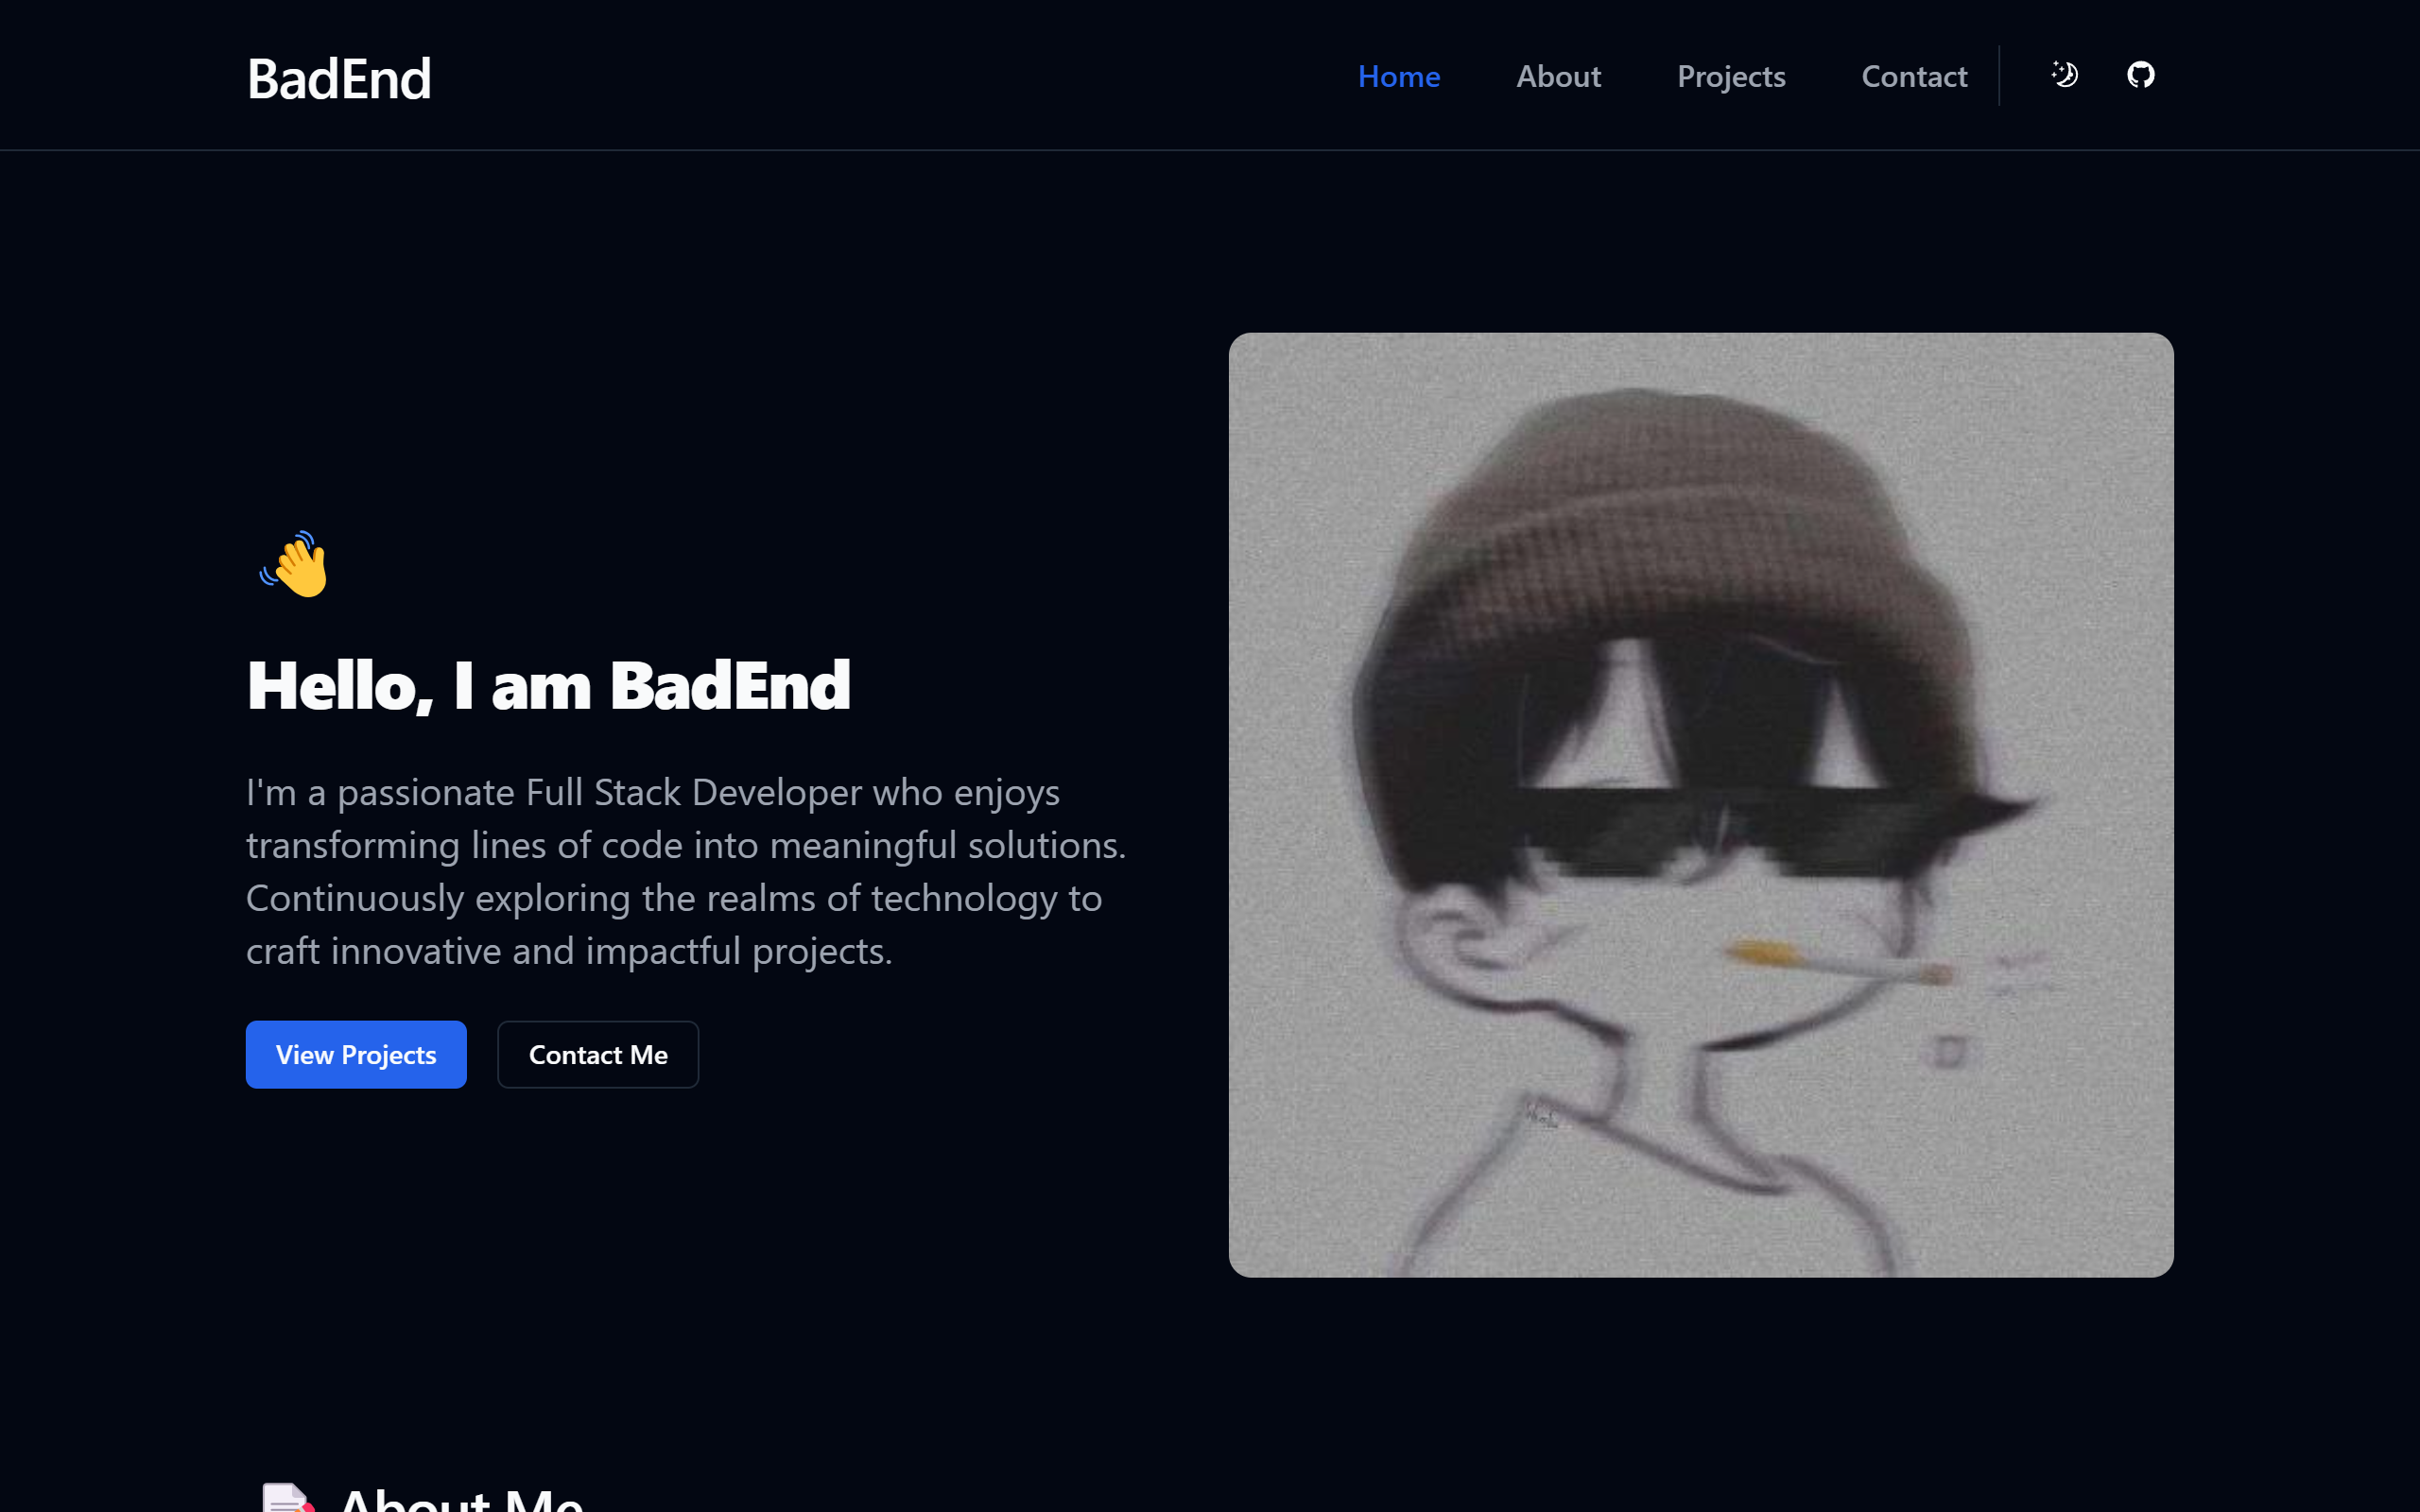 BadEnd
Home
About
Projects
Contact
Hello, I am BadEnd
I'm a passionate Full Stack Developer who enjoys
transforming lines of code into meaningful solutions.
Continuously exploring the realms of technology to
craft innovative and impactful projects.
View Projects
Contact Me
About Me